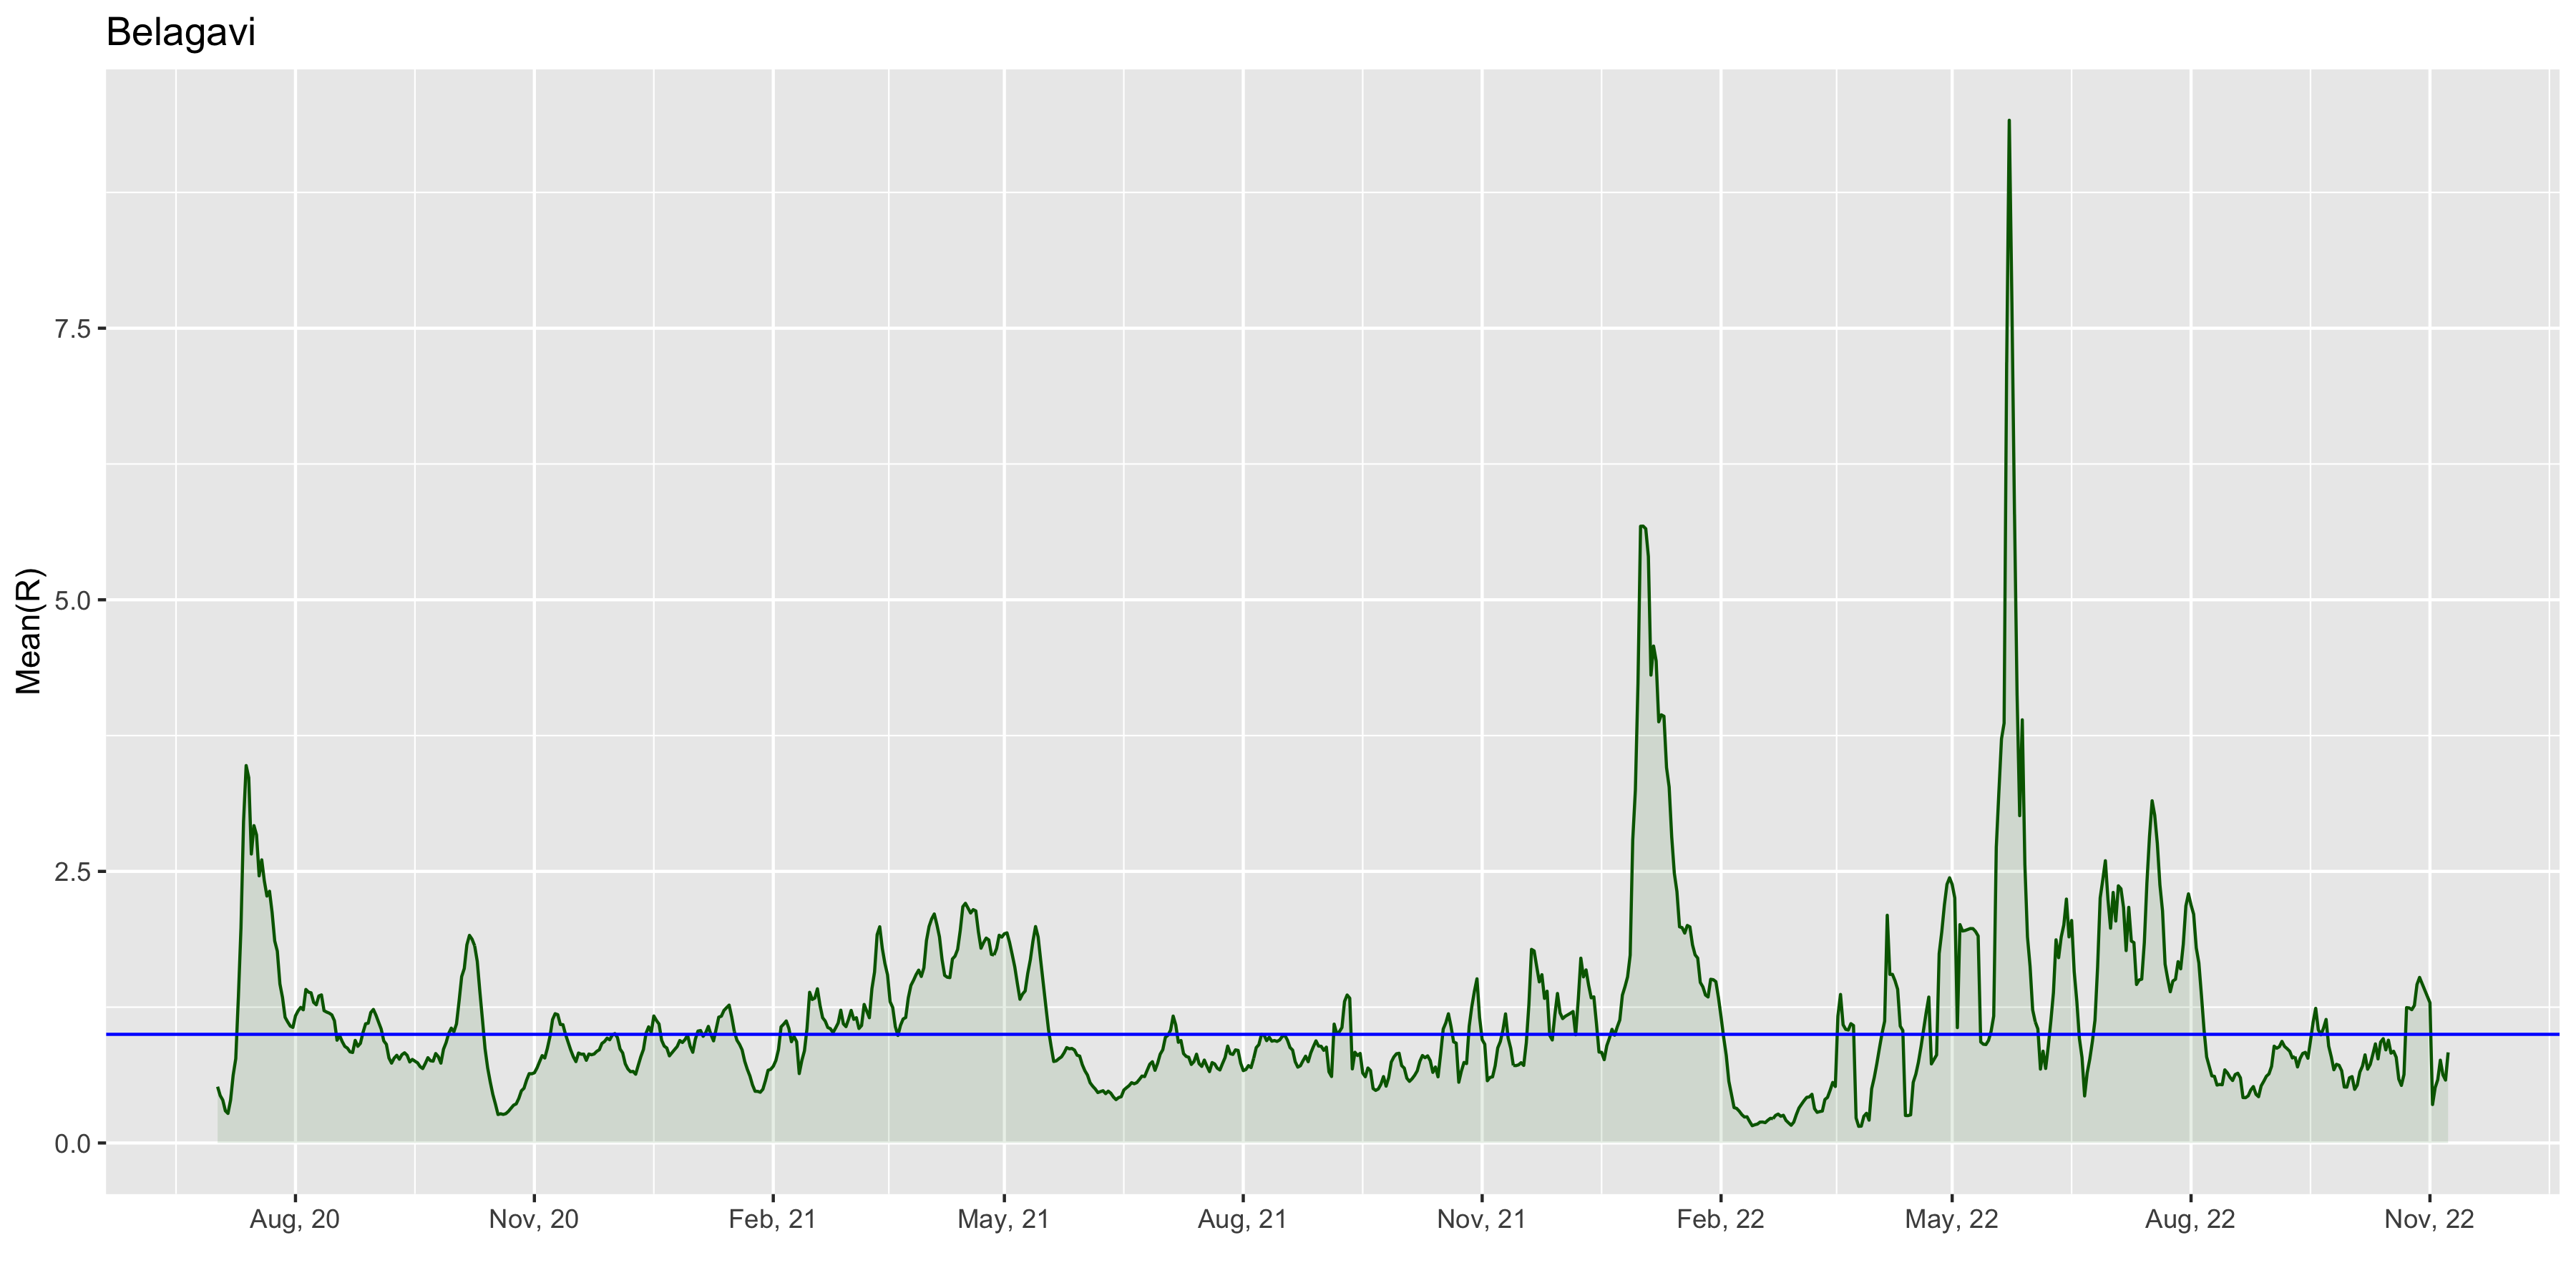 Belagavi
Mean(R)
7.5
5.0
2.5
0.0
Aug, 20 Nov, 20 Feb, 21 May, 21 Aug, 21 Nov, 21 Feb, 22 May, 22 Aug, 22 Nov, 22